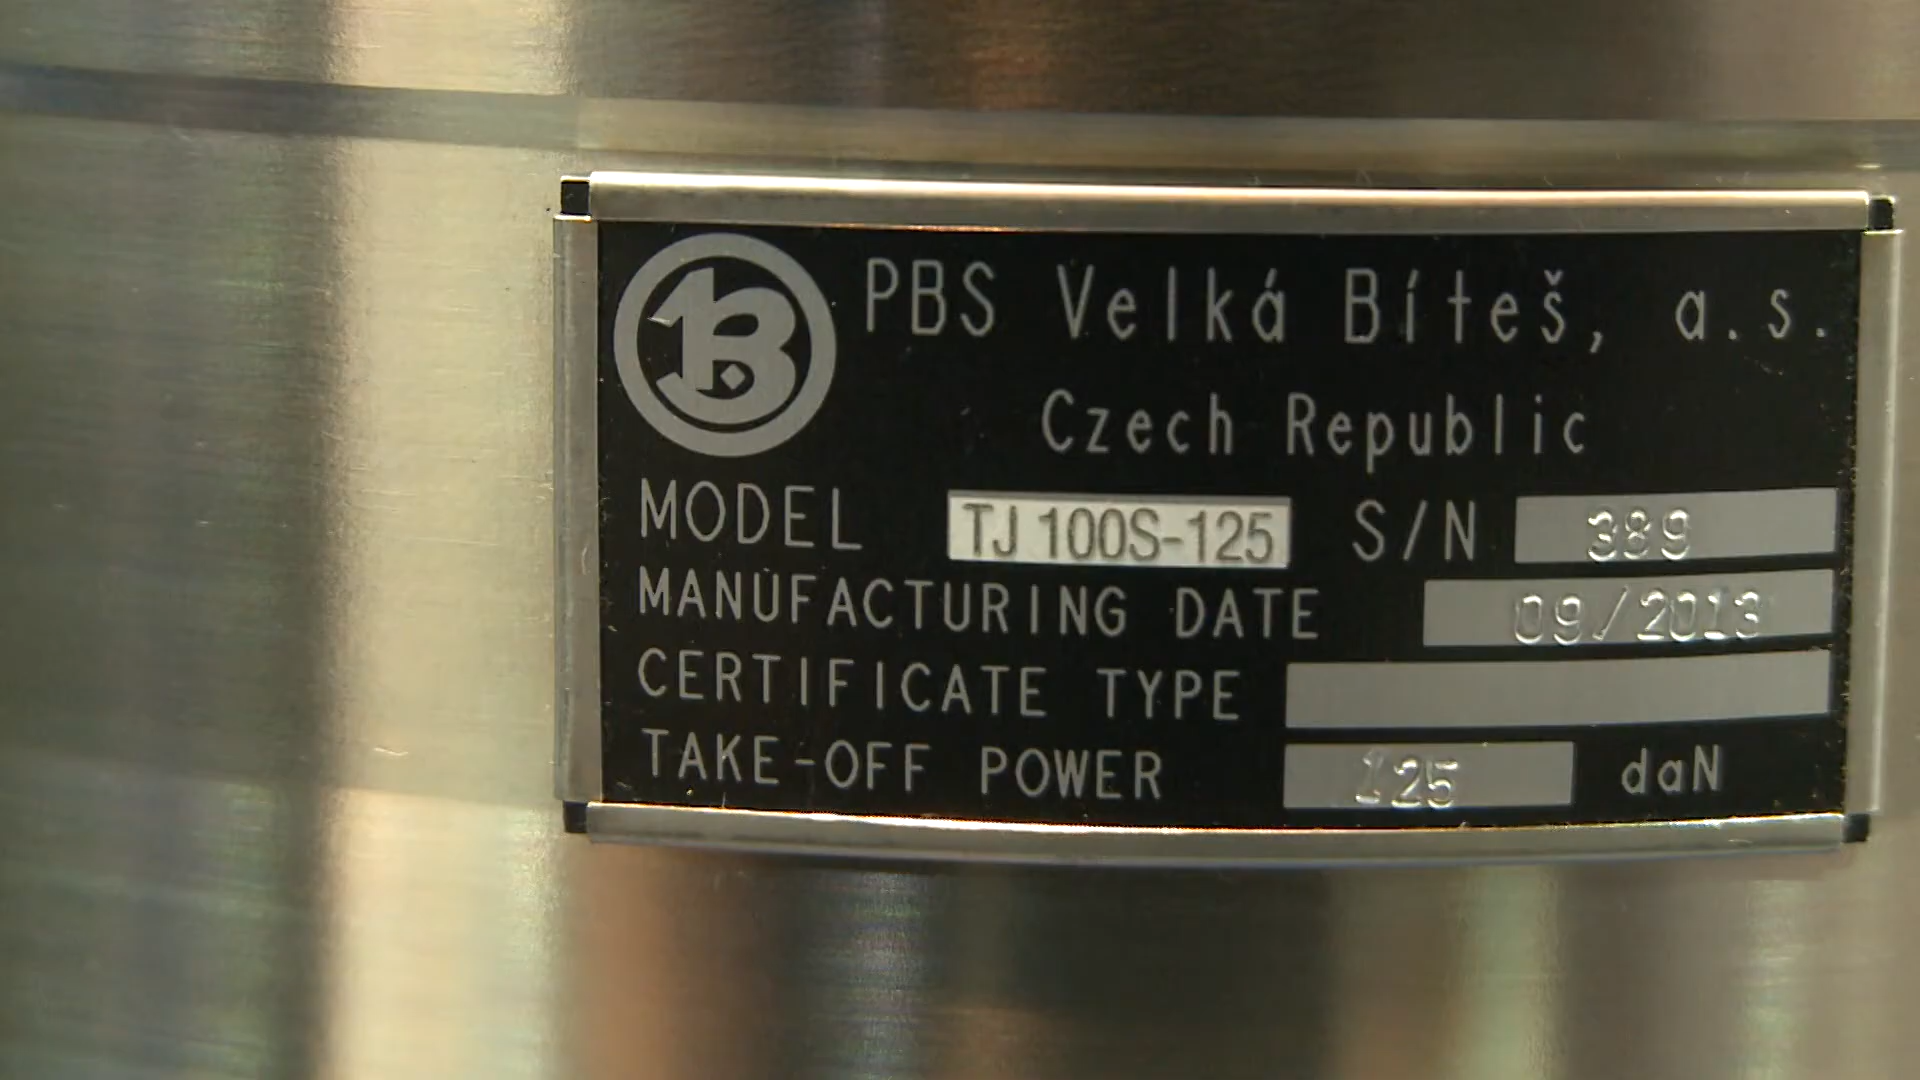 PBS Velká Bíteš, a.s.
Czech Republic
MODEL TJ 100S-125 S/N 389
MANUFACTURING DATE 09/2013
CERTIFICATE TYPE
TAKE-OFF POWER 125 daN